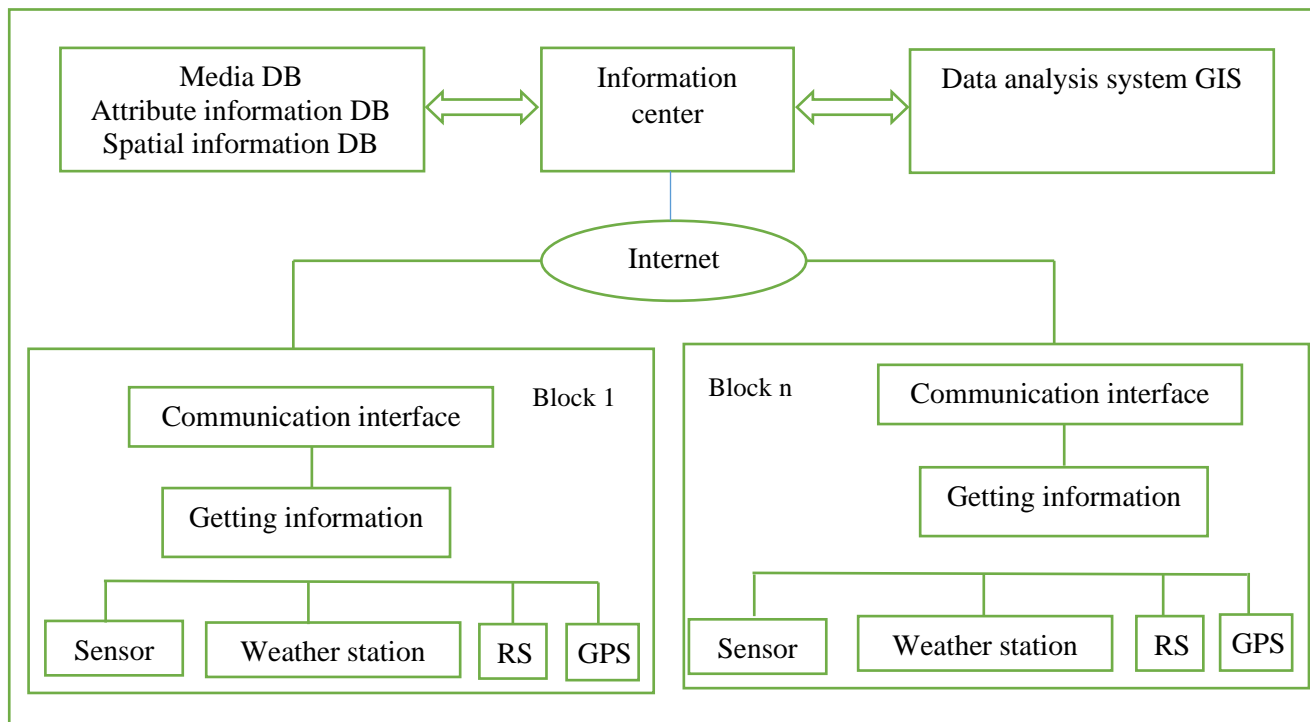 Media DB
Attribute information DB
Spatial information DB
Information
center
Data analysis system GIS
Internet
Block 1
Communication interface
Getting information
Sensor
Weather station
RS
GPS
Block n
Communication interface
Getting information
Sensor
Weather station
RS
GPS